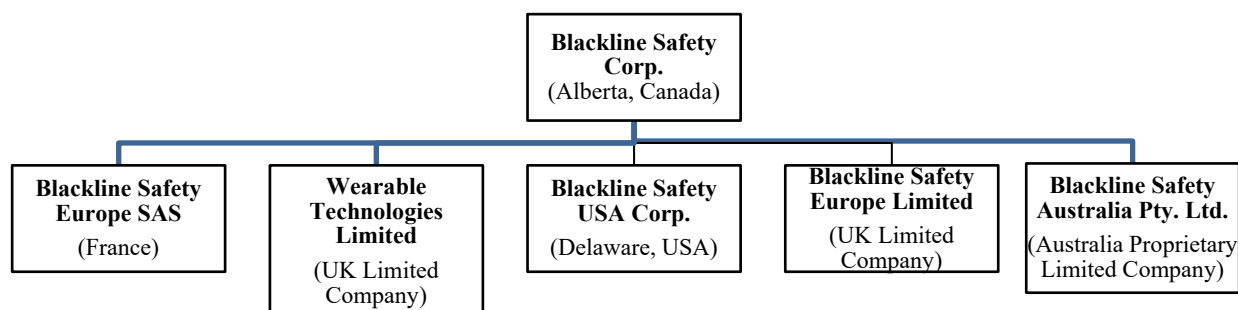 Blackline Safety
Corp.
(Alberta, Canada)
Blackline Safety
Europe SAS
(France)
Wearable
Technologies
Limited
(UK Limited
Company)
Blackline Safety
USA Corp.
(Delaware, USA)
Blackline Safety
Europe Limited
(UK Limited
Company)
Blackline Safety
Australia Pty. Ltd.
(Australia Proprietary
Limited Company)